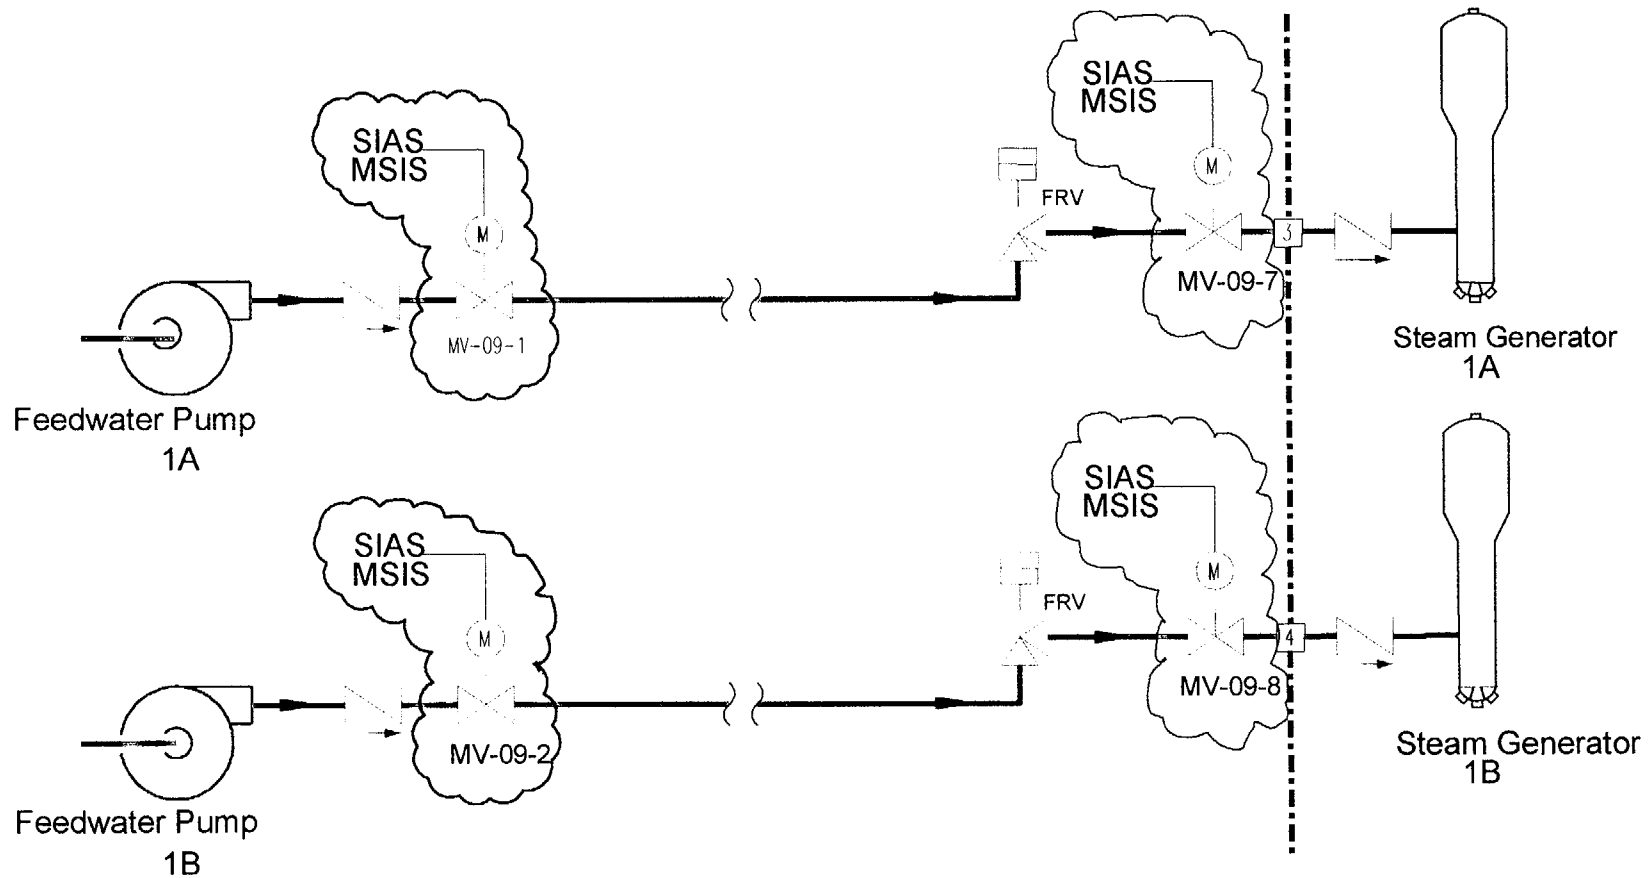 SIAS
MSIS
M
MV-09-1
Feedwater Pump
1A
FRV
SIAS
MSIS
M
3
MV-09-7
Steam Generator
1A
SIAS
MSIS
M
MV-09-2
Feedwater Pump
1B
FRV
SIAS
MSIS
M
4
MV-09-8
Steam Generator
1B